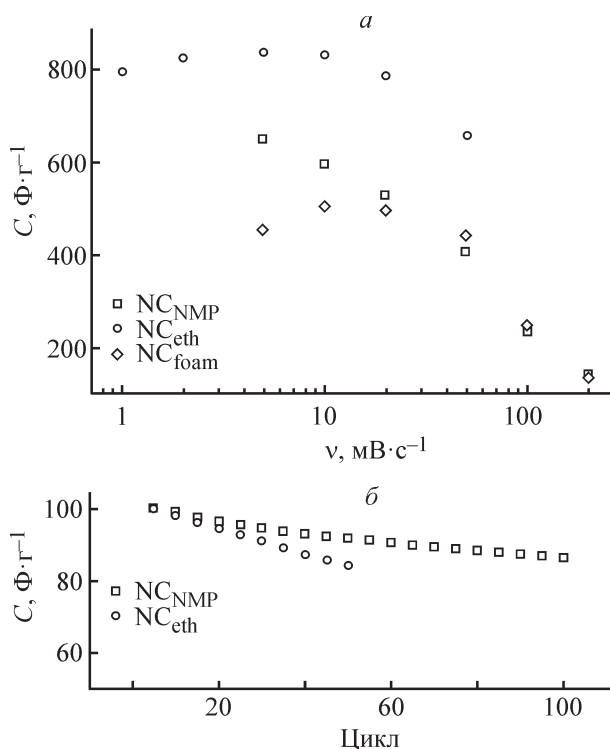 а
800
600
400
200
C, Ф·г⁻¹
NC_NMP
NC_eth
NC_foam
1 10 100
ν, мВ·с⁻¹
б
100
80
60
C, Ф·г⁻¹
NC_NMP
NC_eth
20 60 100
Цикл